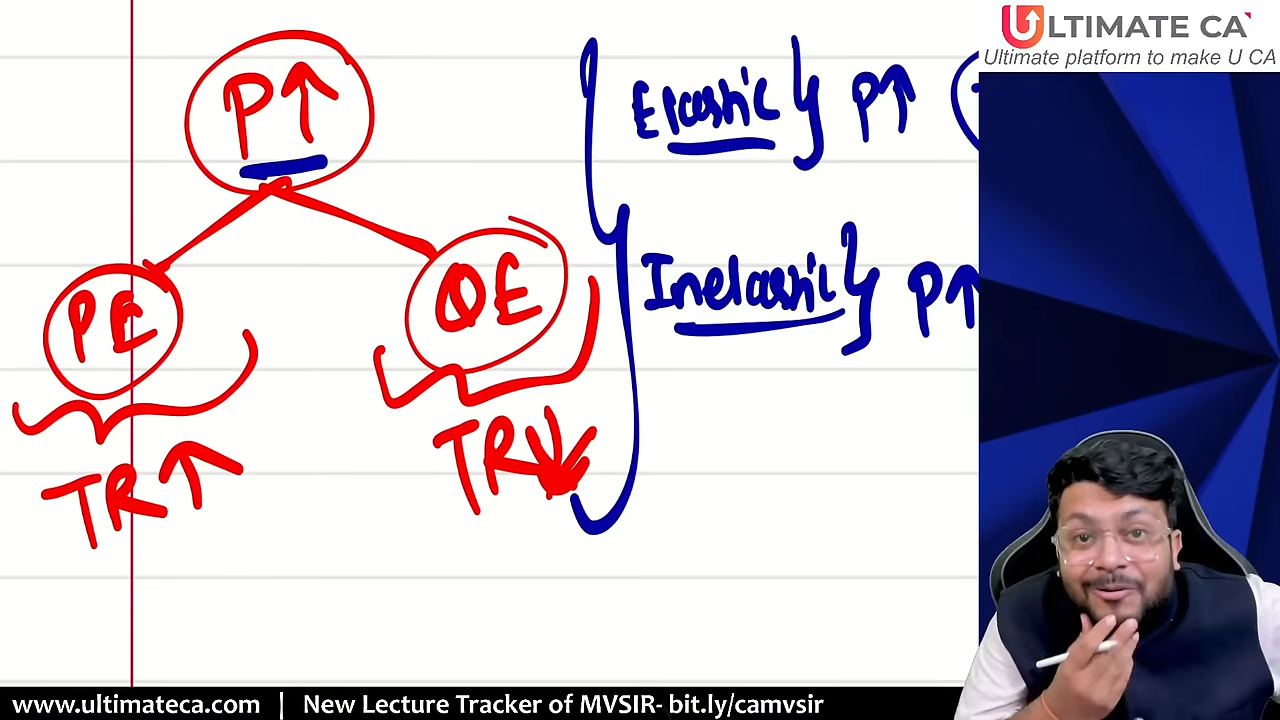 P↑
PE
QE
TR↑
TR↓
Elastic } P↑
Inelastic } P↑
ULTIMATE CA
Ultimate platform to make U CA
www.ultimateca.com | New Lecture Tracker of MVSIR- bit.ly/camvsir